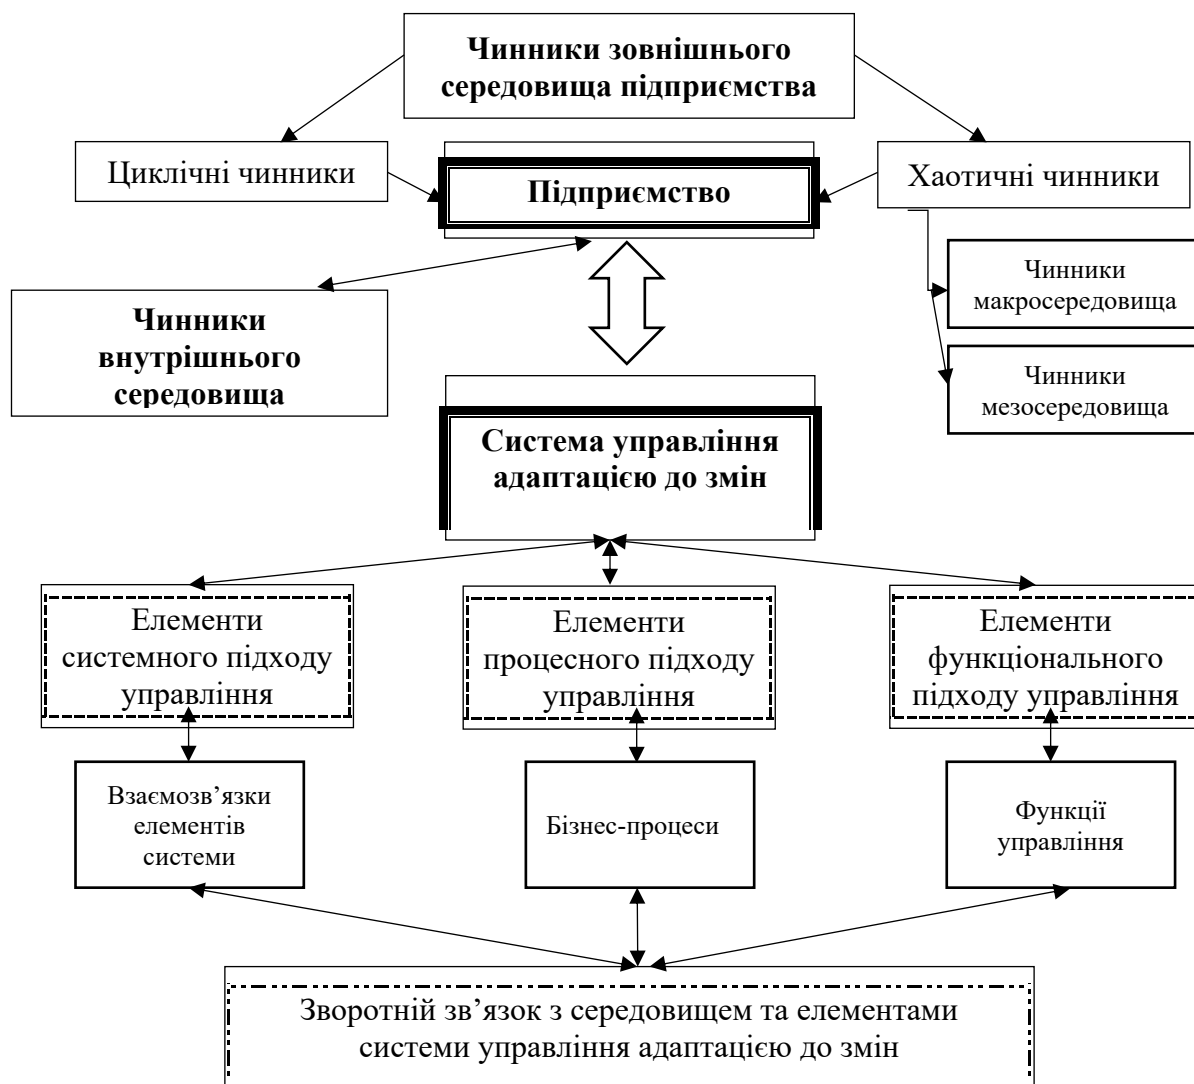 Чинники зовнішнього
середовища підприємства
Циклічні чинники
Підприємство
Хаотичні чинники
Чинники
макросередовища
Чинники
внутрішнього
середовища
Чинники
мезосередовища
Система управління
адаптацією до змін
Елементи
системного підходу
управління
Елементи
процесного підходу
управління
Елементи
функціонального
підходу управління
Взаємозв’язки
елементів
системи
Бізнес-процеси
Функції
управління
Зворотній зв’язок з середовищем та елементами
системи управління адаптацією до змін